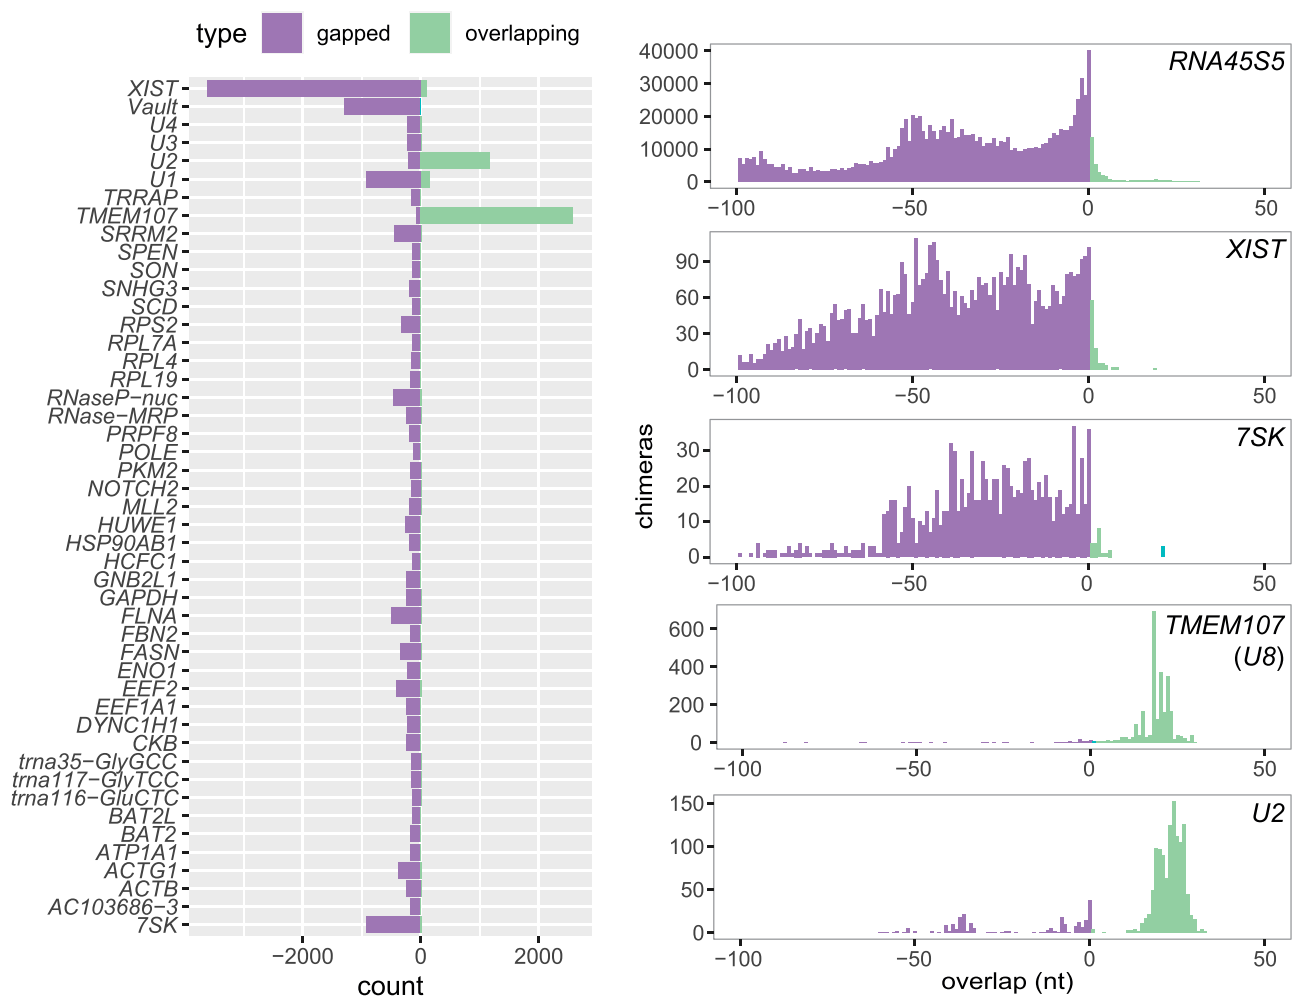 type gapped overlapping
XIST
Vault
U4
U3
U2
U1
TRRAP
TMEM107
SRRM2
SPEN
SON
SNHG3
SCD
RPS2
RPL7A
RPL4
RPL19
RNaseP−nuc
RNase−MRP
PRPF8
POLE
PKM2
NOTCH2
MLL2
HUWE1
HSP90AB1
HCFC1
GNB2L1
GAPDH
FLNA
FBN2
FASN
ENO1
EEF2
EEF1A1
DYNC1H1
CKB
trna35−GlyGCC
trna117−GlyTCC
trna116−GluCTC
BAT2L
BAT2
ATP1A1
ACTG1
ACTB
AC103686−3
7SK
−2000 0 2000
count
chimeras
RNA45S5
40000
30000
20000
10000
0
−100 −50 0 50
XIST
90
60
30
0
−100 −50 0 50
7SK
30
20
10
0
−100 −50 0 50
TMEM107
(U8)
600
400
200
0
−100 −50 0 50
U2
150
100
50
0
−100 −50 0 50
overlap (nt)